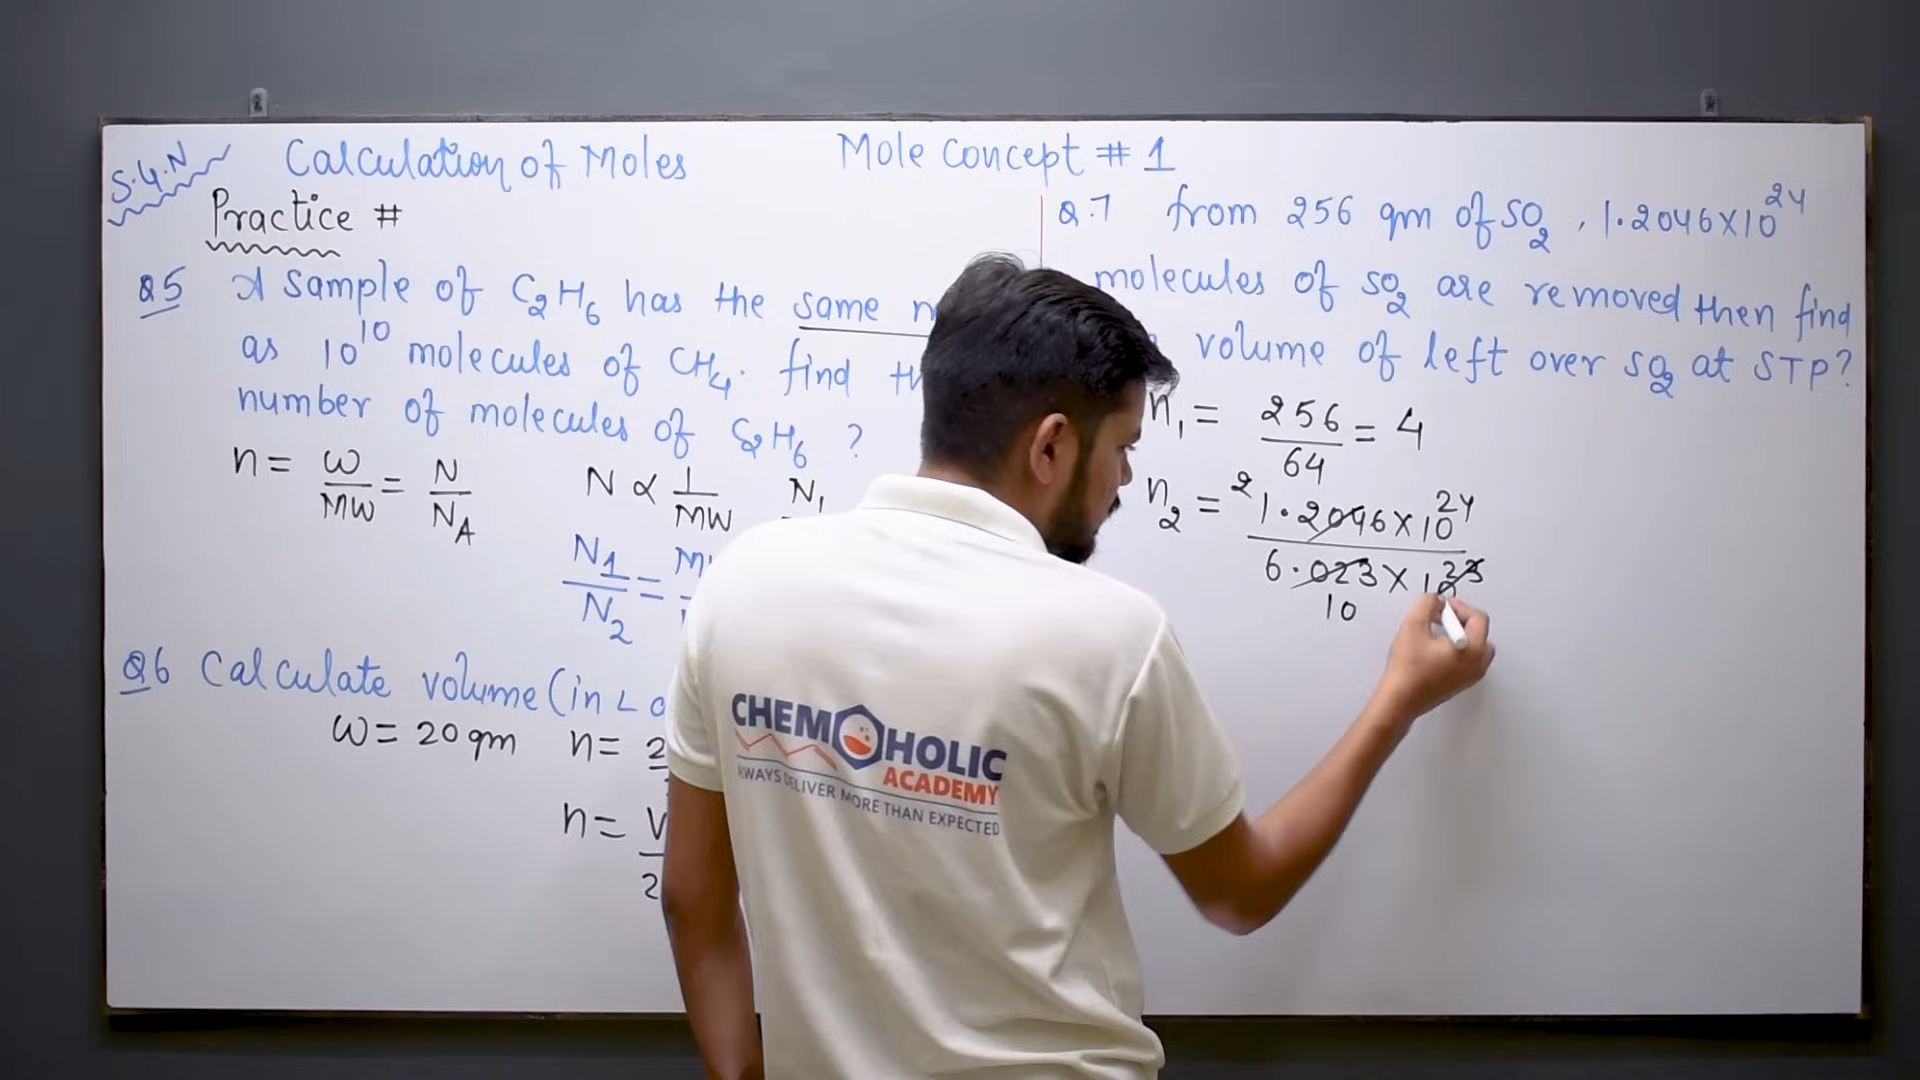 S.G.N
Calculation of Moles
Mole Concept # 1
Practice #
Q5 A Sample of C2H6 has the same
as 10^10 molecules of CH4. find
number of molecules of C2H6 ?
n = w/MW = N/NA
N ∝ 1/MW
N1
N1/N2 =
Q6 Calculate volume (in L
w = 20 gm n = 2
n = V
2
Q.7 from 256 gm of SO2, 1.2046x10^24
molecules of SO2 are removed then find
volume of left over SO2 at STP?
n1 = 256/64 = 4
n2 = 2 1.2046 x 10^24
6.023 x 10^23
10
CHEMOHOLIC
ACADEMY
ALWAYS DELIVER MORE THAN EXPECTED